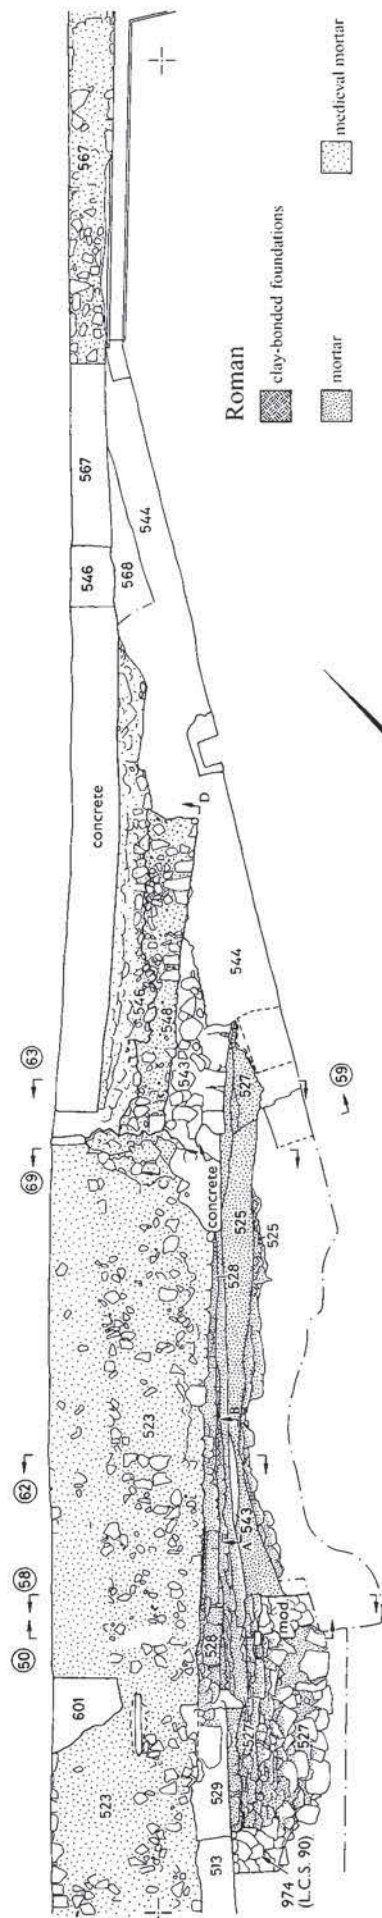 567
567
546
568
544
concrete
544
546
548
543
527
63
59
69
D
concrete
525
525
528
523
B
62
543
A
58
50
528
mod.
601
527
527
523
529
513
974
(L.C.S. 90)
Roman
clay-bonded foundations
mortar
medieval mortar